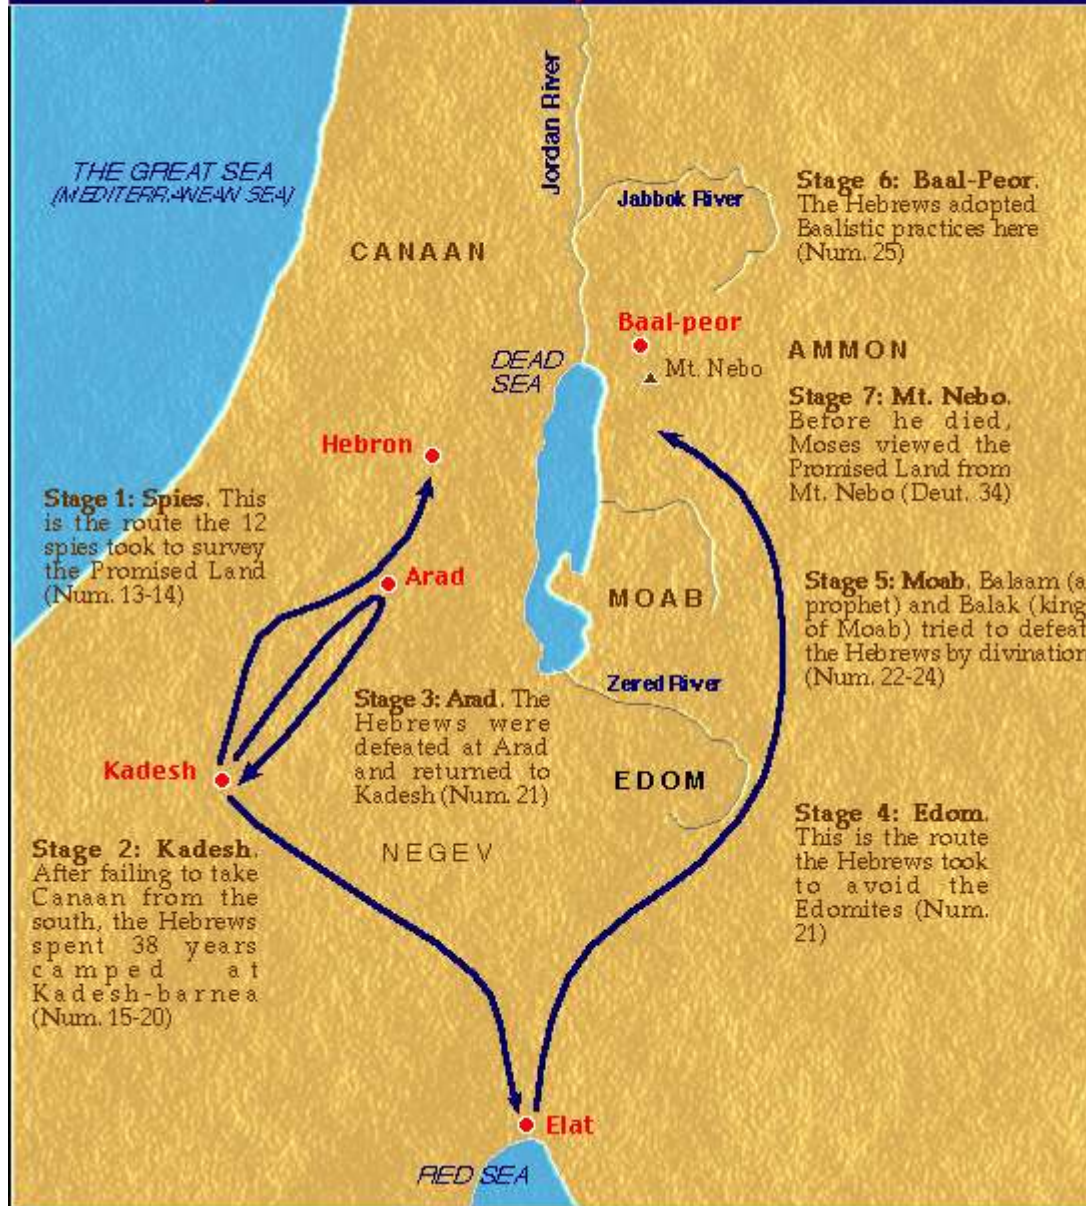 Jordan River
THE GREAT SEA
(MEDITERRANEAN SEA)
Jabbok River
Stage 6: Baal-Peor.
The Hebrews adopted
Baalistic practices here
(Num. 25)
CANAAN
Baal-peor
AMMON
DEAD
SEA
Mt. Nebo
Stage 7: Mt. Nebo.
Before he died,
Moses viewed the
Promised Land from
Mt. Nebo (Deut. 34)
Hebron
Stage 1: Spies. This
is the route the 12
spies took to survey
the Promised Land
(Num. 13-14)
Arad
MOAB
Stage 5: Moab. Balaam (a
prophet) and Balak (king
of Moab) tried to defeat
the Hebrews by divination
(Num. 22-24)
Zered River
Stage 3: Arad. The
Hebrews were
defeated at Arad
and returned to
Kadesh (Num. 21)
Kadesh
EDOM
Stage 4: Edom.
This is the route
the Hebrews took
to avoid the
Edomites (Num.
21)
Stage 2: Kadesh.
After failing to take
Canaan from the
south, the Hebrews
spent 38 years
camped at
Kadesh-barnea
(Num. 15-20)
NEGEV
Elat
RED SEA